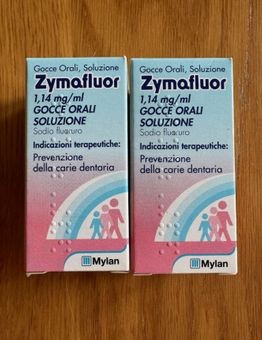 Gocce Orali, Soluzione
Zymafluor
1,14 mg/ml
GOCCE ORALI
SOLUZIONE
Sodio fluoruro
Indicazioni terapeutiche:
Prevenzione
della carie dentaria
Mylan
Gocce Orali, Soluzione
Zymafluor
1,14 mg/ml
GOCCE ORALI
SOLUZIONE
Sodio fluoruro
Indicazioni terapeutiche:
Prevenzione
della carie dentaria
Mylan